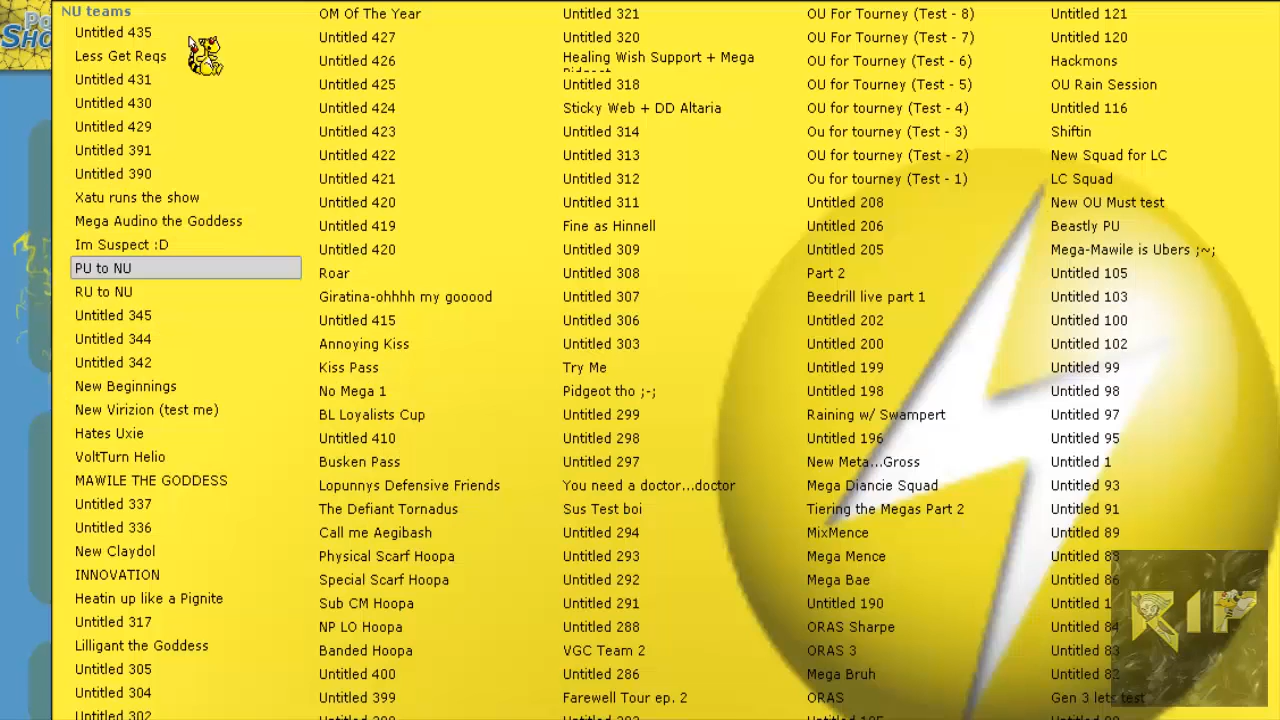 NU teams
Untitled 435
Less Get Reqs
Untitled 431
Untitled 430
Untitled 429
Untitled 391
Untitled 390
Xatu runs the show
Mega Audino the Goddess
Im Suspect :D
PU to NU
RU to NU
Untitled 345
Untitled 344
Untitled 342
New Beginnings
New Virizion (test me)
Hates Uxie
VoltTurn Helio
MAWILE THE GODDESS
Untitled 337
Untitled 336
New Claydol
INNOVATION
Heatin up like a Pignite
Untitled 317
Lilligant the Goddess
Untitled 305
Untitled 304
Untitled 302
OM Of The Year
Untitled 427
Untitled 426
Untitled 425
Untitled 424
Untitled 423
Untitled 422
Untitled 421
Untitled 420
Untitled 419
Untitled 420
Roar
Giratina-ohhhh my gooood
Untitled 415
Annoying Kiss
Kiss Pass
No Mega 1
BL Loyalists Cup
Untitled 410
Busken Pass
Lopunnys Defensive Friends
The Defiant Tornadus
Call me Aegibash
Physical Scarf Hoopa
Special Scarf Hoopa
Sub CM Hoopa
NP LO Hoopa
Banded Hoopa
Untitled 400
Untitled 399
Untitled 321
Untitled 320
Healing Wish Support + Mega
Pidgeot
Untitled 318
Sticky Web + DD Altaria
Untitled 314
Untitled 313
Untitled 312
Untitled 311
Fine as Hinnell
Untitled 309
Untitled 308
Untitled 307
Untitled 306
Untitled 303
Try Me
Pidgeot tho ;-;
Untitled 299
Untitled 298
Untitled 297
You need a doctor...doctor
Sus Test boi
Untitled 294
Untitled 293
Untitled 292
Untitled 291
Untitled 288
VGC Team 2
Untitled 286
Farewell Tour ep. 2
OU For Tourney (Test - 8)
OU For Tourney (Test - 7)
OU for Tourney (Test - 6)
OU for Tourney (Test - 5)
OU for tourney (Test - 4)
Ou for tourney (Test - 3)
OU for tourney (Test - 2)
Ou for tourney (Test - 1)
Untitled 208
Untitled 206
Untitled 205
Part 2
Beedrill live part 1
Untitled 202
Untitled 200
Untitled 199
Untitled 198
Raining w/ Swampert
Untitled 196
New Meta...Gross
Mega Diancie Squad
Tiering the Megas Part 2
MixMence
Mega Mence
Mega Bae
Untitled 190
ORAS Sharpe
ORAS 3
Mega Bruh
ORAS
Untitled 121
Untitled 120
Hackmons
OU Rain Session
Untitled 116
Shiftin
New Squad for LC
LC Squad
New OU Must test
Beastly PU
Mega-Mawile is Ubers ;~;
Untitled 105
Untitled 103
Untitled 100
Untitled 102
Untitled 99
Untitled 98
Untitled 97
Untitled 95
Untitled 1
Untitled 93
Untitled 91
Untitled 89
Untitled 88
Untitled 86
Untitled 1
Untitled 84
Untitled 83
Untitled 82
Gen 3 lets test
RIP